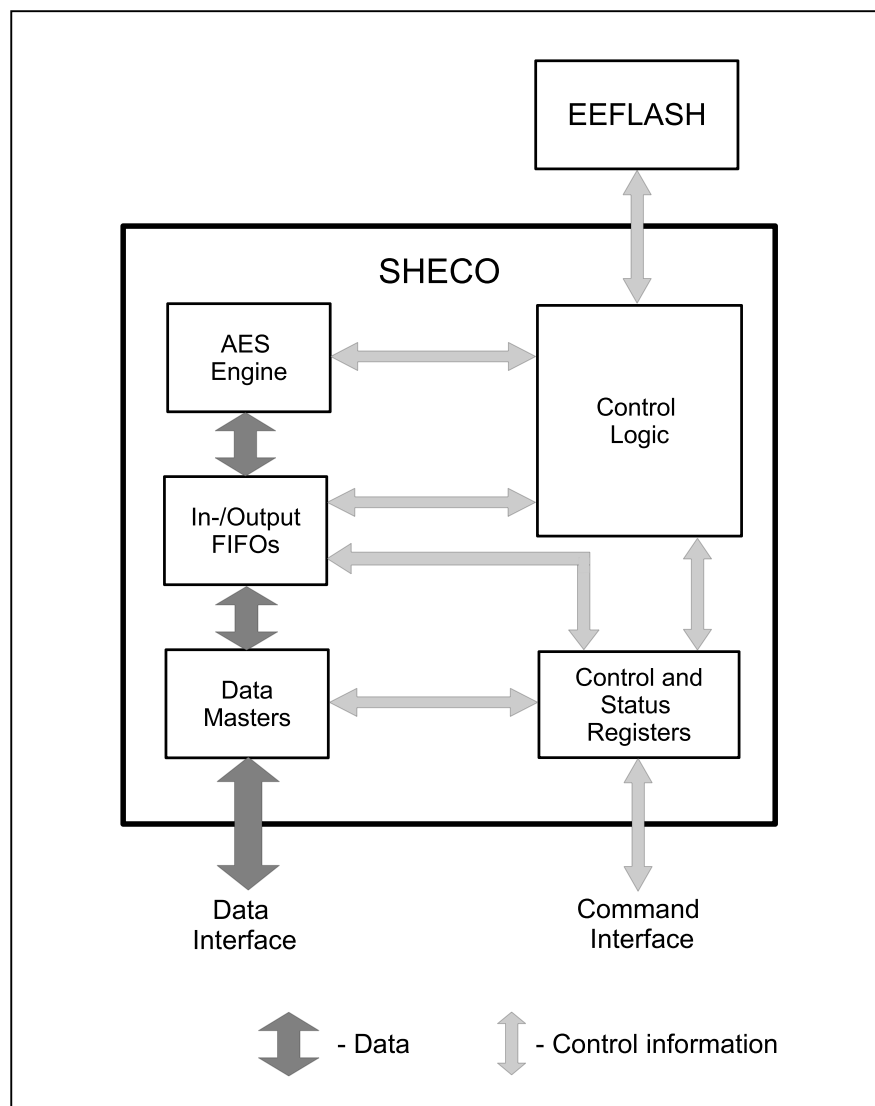 EEFLASH
SHECO
AES
Engine
Control
Logic
In-/Output
FIFOs
Data
Masters
Control and
Status
Registers
Data
Interface
Command
Interface
- Data
- Control information